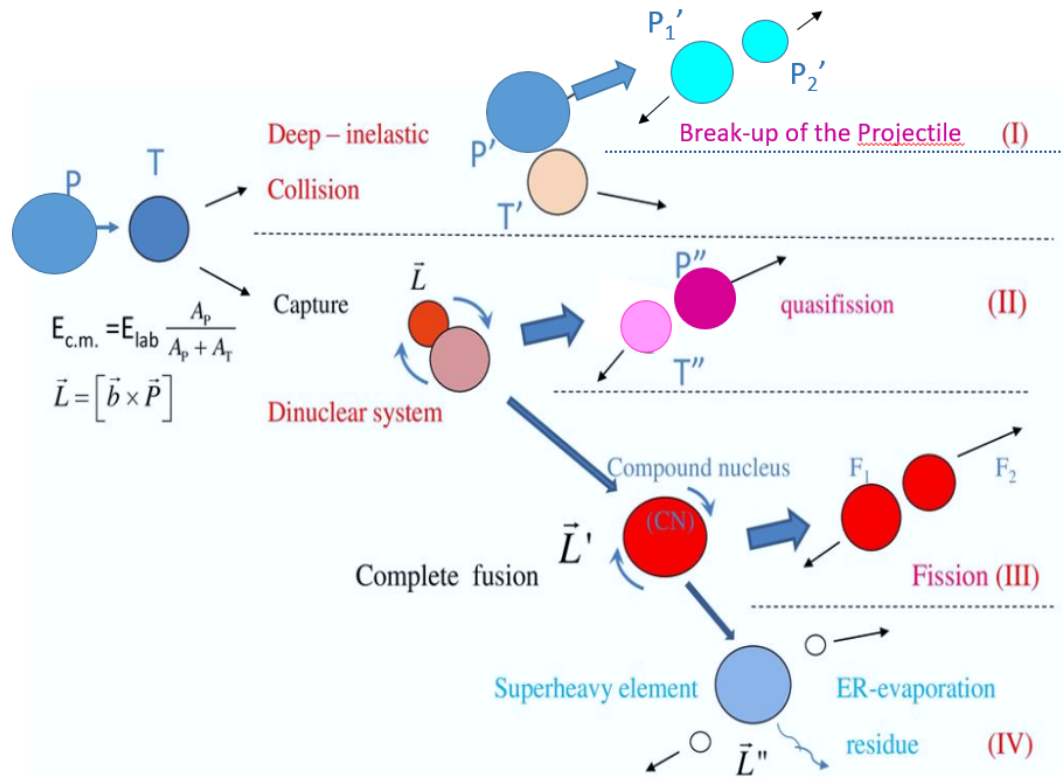 P₁’
P₂’
Deep – inelastic
Collision
P’
T’
Break-up of the Projectile
(I)
P
T
E_c.m. =E_lab A_P / (A_P + A_T)
L⃗ = [b⃗ × P⃗]
Capture
L⃗
Dinuclear system
P’’
T’’
quasifission
(II)
Compound nucleus
(CN)
L⃗'
Complete fusion
F₁
F₂
Fission (III)
Superheavy element
ER-evaporation
residue
(IV)
L⃗"